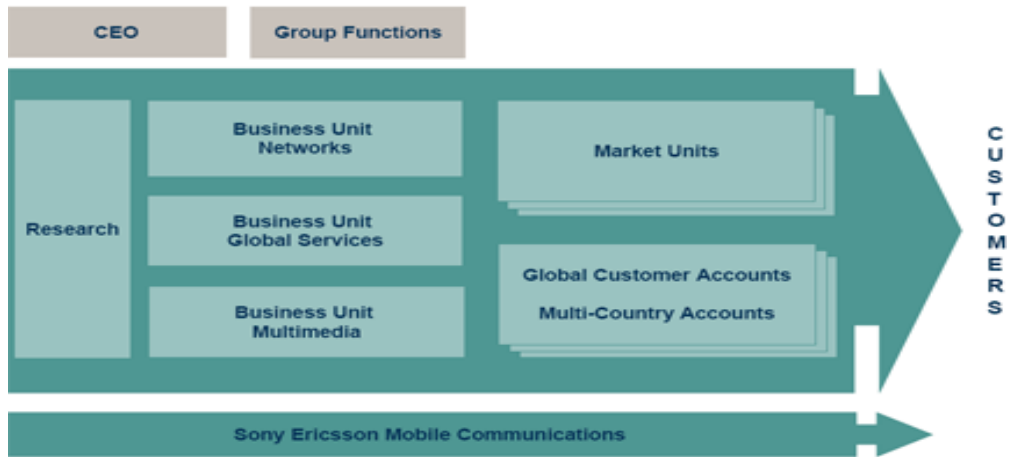 CEO
Group Functions
Research
Business Unit
Networks
Business Unit
Global Services
Business Unit
Multimedia
Market Units
Global Customer Accounts
Multi-Country Accounts
CUSTOMERS
Sony Ericsson Mobile Communications